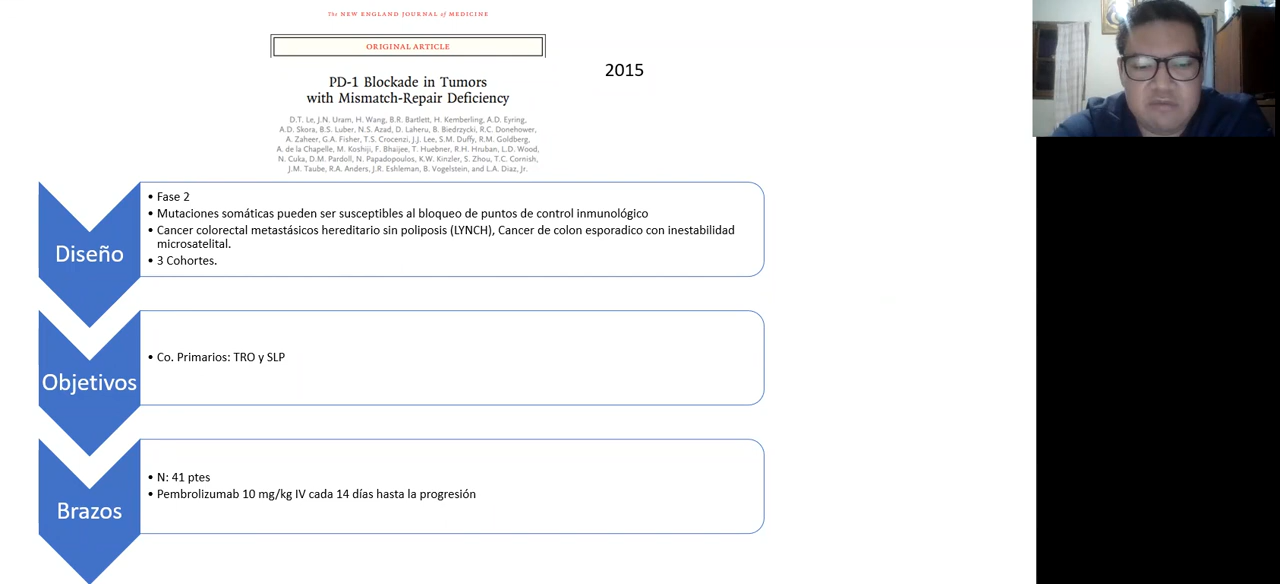 The NEW ENGLAND JOURNAL of MEDICINE
ORIGINAL ARTICLE
2015
PD-1 Blockade in Tumors
with Mismatch-Repair Deficiency
D.T. Le, J.N. Uram, H. Wang, B.R. Bartlett, H. Kemberling, A.D. Eyring,
A.D. Skora, B.S. Luber, N.S. Azad, D. Laheru, B. Biedrzycki, R.C. Donehower,
A. Zaheer, G.A. Fisher, T.S. Crocenzi, J.J. Lee, S.M. Duffy, R.M. Goldberg,
A. de la Chapelle, M. Koshiji, F. Bhaijee, T. Huebner, R.H. Hruban, L.D. Wood,
N. Cuka, D.M. Pardoll, N. Papadopoulos, K.W. Kinzler, S. Zhou, T.C. Cornish,
J.M. Taube, R.A. Anders, J.R. Eshleman, B. Vogelstein, and L.A. Diaz, Jr.
Diseño
• Fase 2
• Mutaciones somáticas pueden ser susceptibles al bloqueo de puntos de control inmunológico
• Cancer colorectal metastásicos hereditario sin poliposis (LYNCH), Cancer de colon esporadico con inestabilidad
microsatelital.
• 3 Cohortes.
Objetivos
• Co. Primarios: TRO y SLP
Brazos
• N: 41 ptes
• Pembrolizumab 10 mg/kg IV cada 14 días hasta la progresión